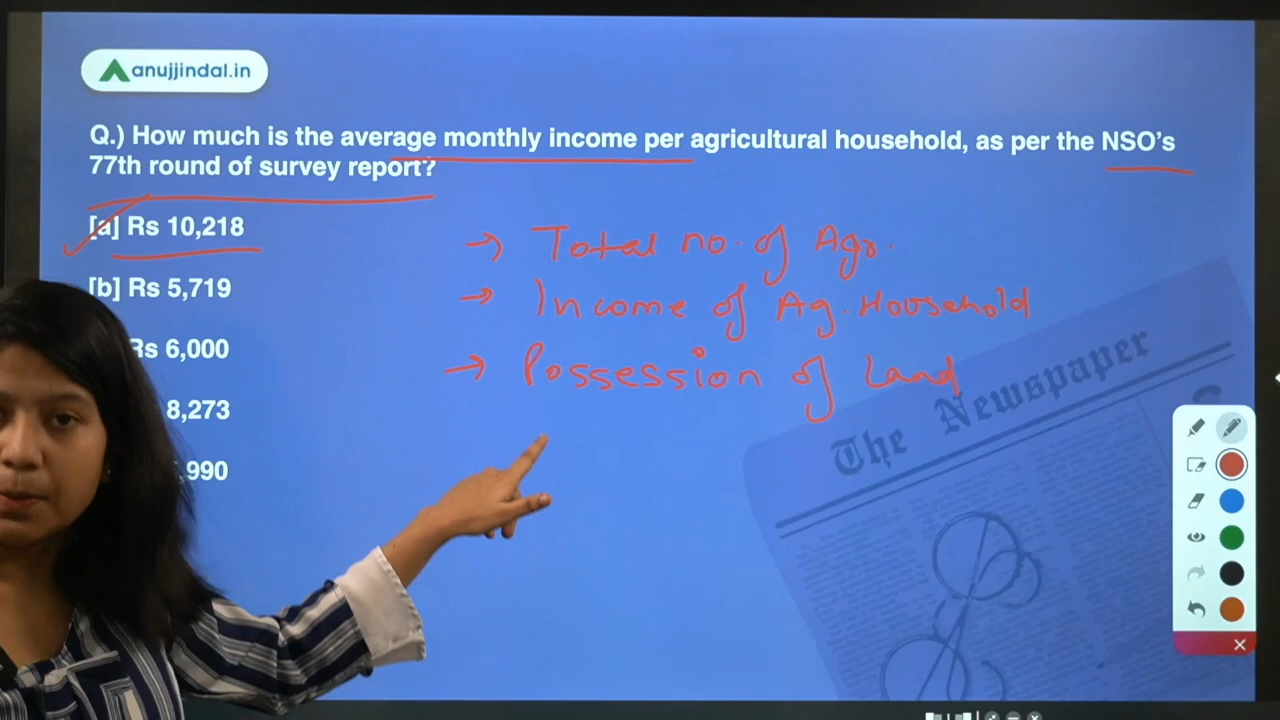 anujjindal.in
Q.) How much is the average monthly income per agricultural household, as per the NSO's
77th round of survey report?
[a] Rs 10,218
[b] Rs 5,719
Rs 6,000
8,273
,990
→ Total no. of Agr.
→ Income of Ag. Household
→ Possession of Land
The Newspaper